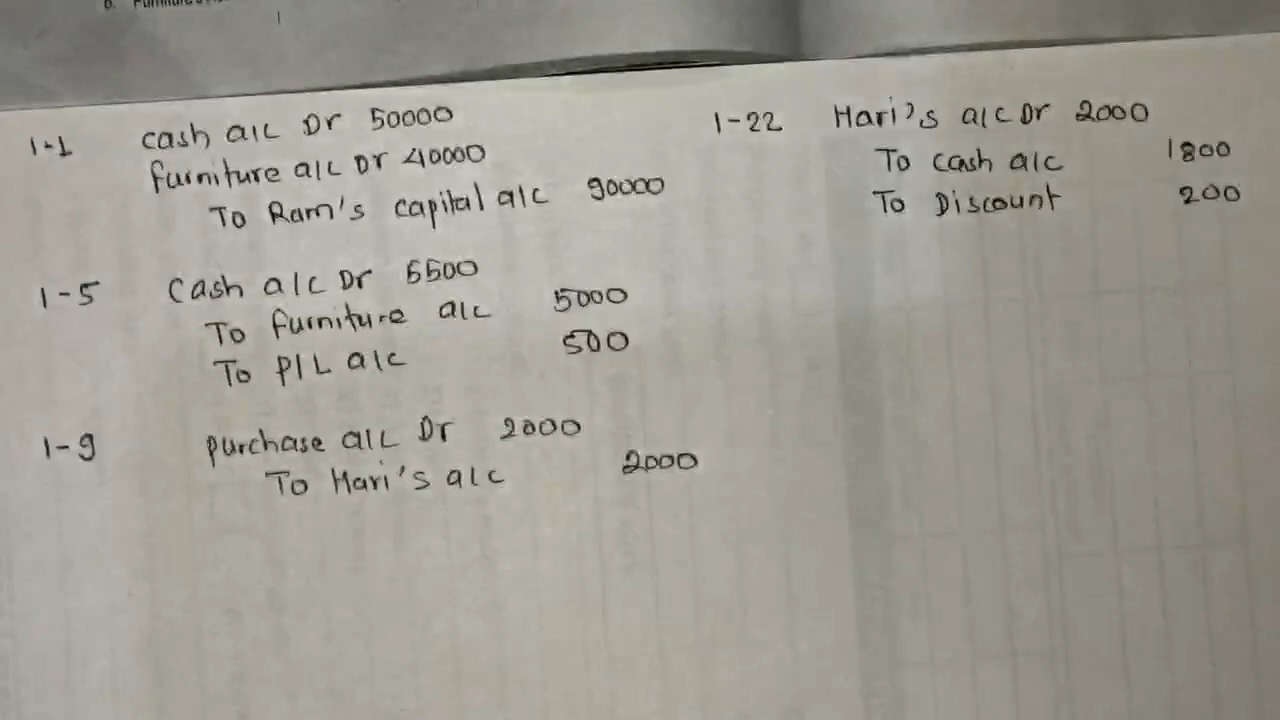 1-1 Cash a/c Dr 50000
furniture a/c Dr 40000
To Ram's capital a/c 90000
1-5 Cash a/c Dr 5500
To furniture a/c 5000
To P/L a/c 500
1-9 purchase a/c Dr 2000
To Hari's a/c 2000
1-22 Hari's a/c Dr 2000
To cash a/c 1800
To Discount 200